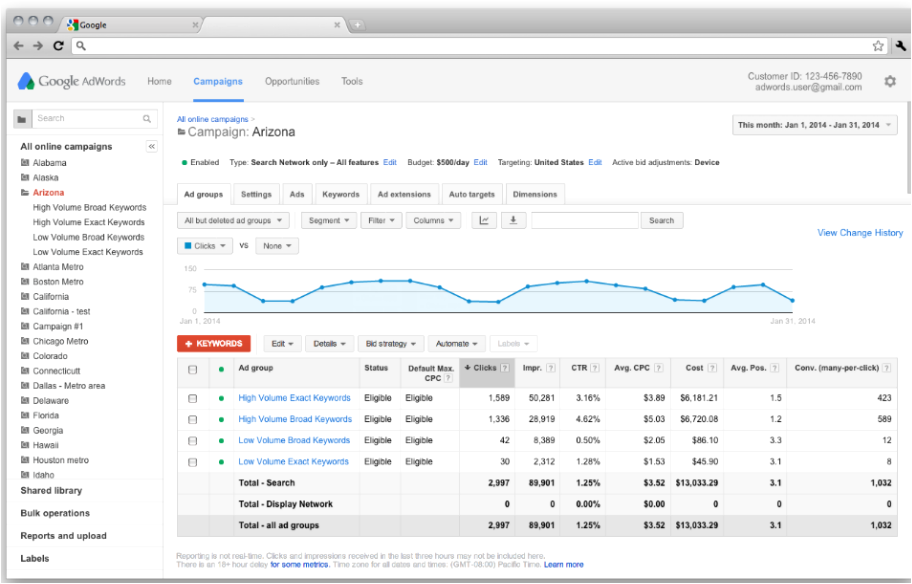 Google
Google AdWords Home Campaigns Opportunities Tools
Customer ID: 123-456-7890
adwords.user@gmail.com
Search
All online campaigns
Alabama
Alaska
Arizona
High Volume Broad Keywords
High Volume Exact Keywords
Low Volume Broad Keywords
Low Volume Exact Keywords
Atlanta Metro
Boston Metro
California
California - test
Campaign #1
Chicago Metro
Colorado
Connecticutt
Dallas - Metro area
Delaware
Florida
Georgia
Hawaii
Houston metro
Idaho
Shared library
Bulk operations
Reports and upload
Labels
All online campaigns >
Campaign: Arizona
This month: Jan 1, 2014 - Jan 31, 2014
Enabled Type: Search Network only – All features Edit Budget: $500/day Edit Targeting: United States Edit Active bid adjustments: Device
Ad groups Settings Ads Keywords Ad extensions Auto targets Dimensions
All but deleted ad groups Segment Filter Columns Search
View Change History
Clicks VS None
150
75
0
Jan 1, 2014 Jan 31, 2014
+ KEYWORDS Edit Details Bid strategy Automate Labels
Ad group Status Default Max. CPC ? Clicks ? Impr. ? CTR ? Avg. CPC ? Cost ? Avg. Pos. ? Conv. (many-per-click) ?
High Volume Exact Keywords Eligible Eligible 1,589 50,281 3.16% $3.89 $6,181.21 1.5 423
High Volume Broad Keywords Eligible Eligible 1,336 28,919 4.62% $5.03 $6,720.08 1.2 589
Low Volume Broad Keywords Eligible Eligible 42 8,389 0.50% $2.05 $86.10 3.3 12
Low Volume Exact Keywords Eligible Eligible 30 2,312 1.28% $1.53 $45.90 3.1 8
Total - Search 2,997 89,901 1.25% $3.52 $13,033.29 3.1 1,032
Total - Display Network 0 0 0.00% $0.00 0 0 0
Total - all ad groups 2,997 89,901 1.25% $3.52 $13,033.29 3.1 1,032
Reporting is not real-time. Clicks and impressions received in the last three hours may not be included here.
There is an 18+ hour delay for some metrics. Time zone for all dates and times: (GMT-08:00) Pacific Time. Learn more